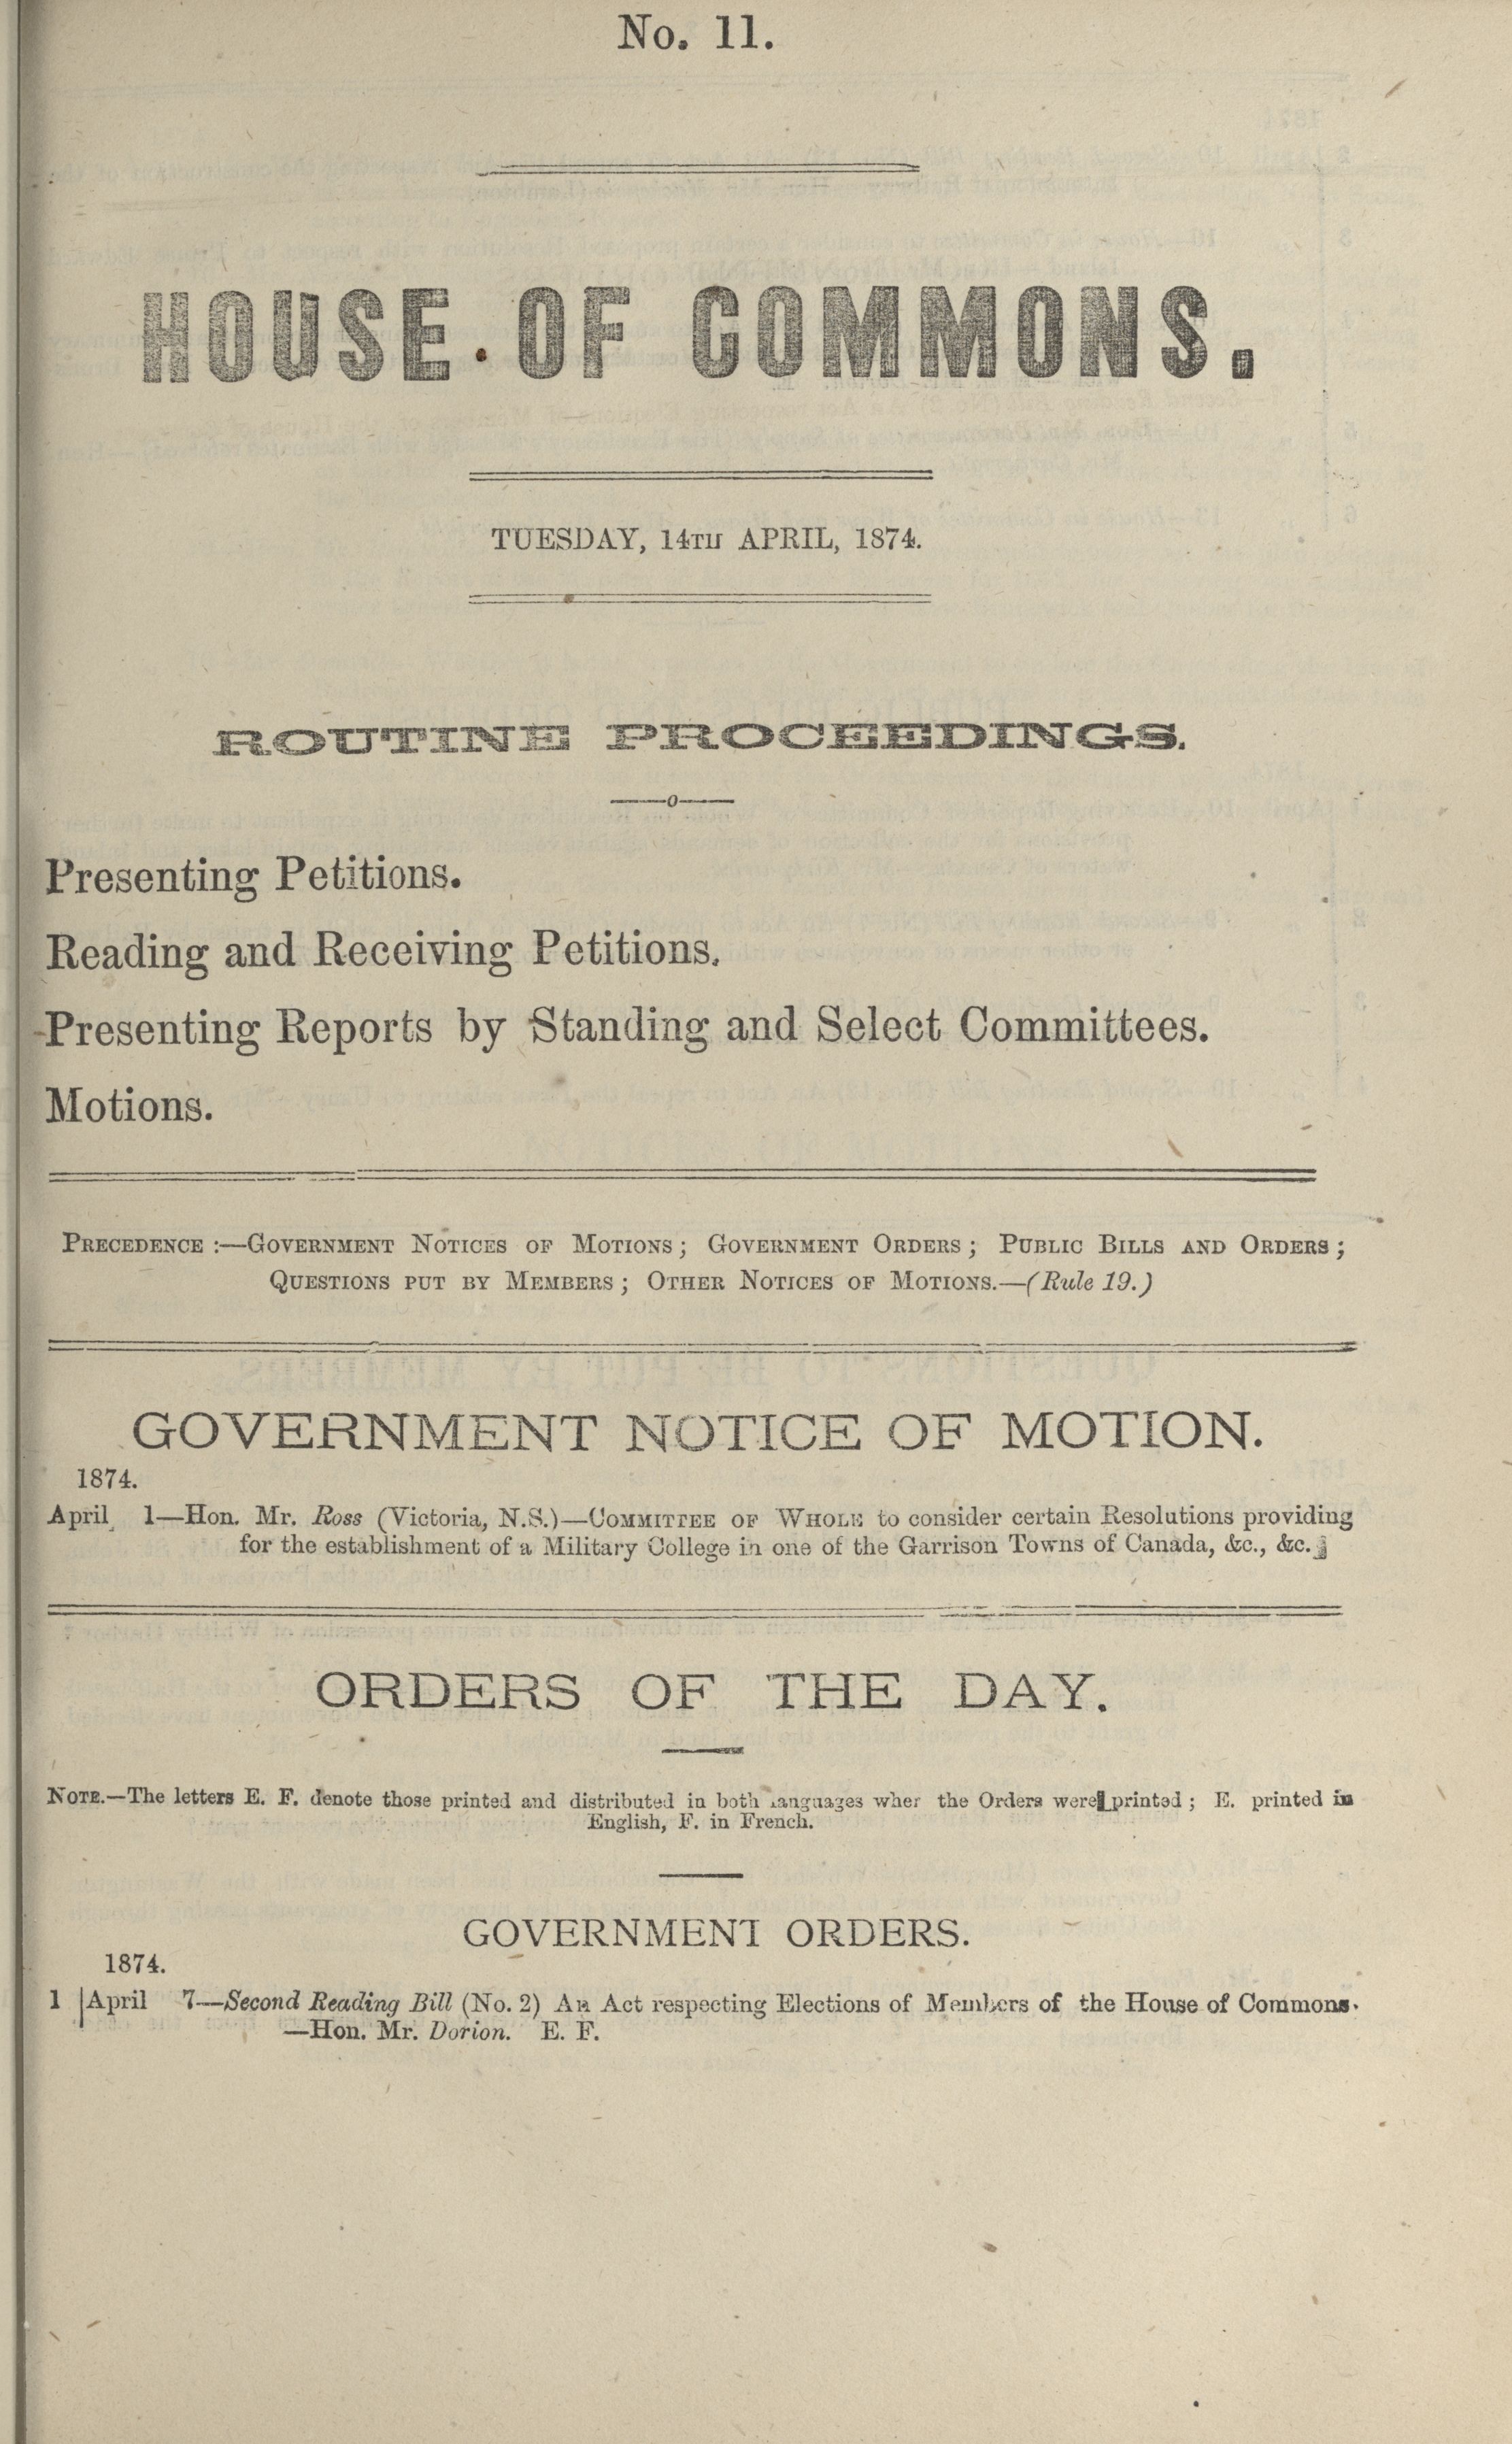 No. 11.
HOUSE OF COMMONS.
TUESDAY, 14TH APRIL, 1874.
ROUTINE PROCEEDINGS.
Presenting Petitions.
Reading and Receiving Petitions.
Presenting Reports by Standing and Select Committees.
Motions.
PRECEDENCE :—GOVERNMENT NOTICES OF MOTIONS ; GOVERNMENT ORDERS ; PUBLIC BILLS AND ORDERS ;
QUESTIONS PUT BY MEMBERS ; OTHER NOTICES OF MOTIONS.—(Rule 19.)
GOVERNMENT NOTICE OF MOTION.
1874.
April 1—Hon. Mr. Ross (Victoria, N.S.)—COMMITTEE OF WHOLE to consider certain Resolutions providing
for the establishment of a Military College in one of the Garrison Towns of Canada, &c., &c.
ORDERS OF THE DAY.
NOTE.—The letters E. F. denote those printed and distributed in both languages when the Orders were printed ; E. printed in
English, F. in French.
GOVERNMENT ORDERS.
1874.
1 April 7—Second Reading Bill (No. 2) An Act respecting Elections of Members of the House of Commons.
—Hon. Mr. Dorion. E. F.